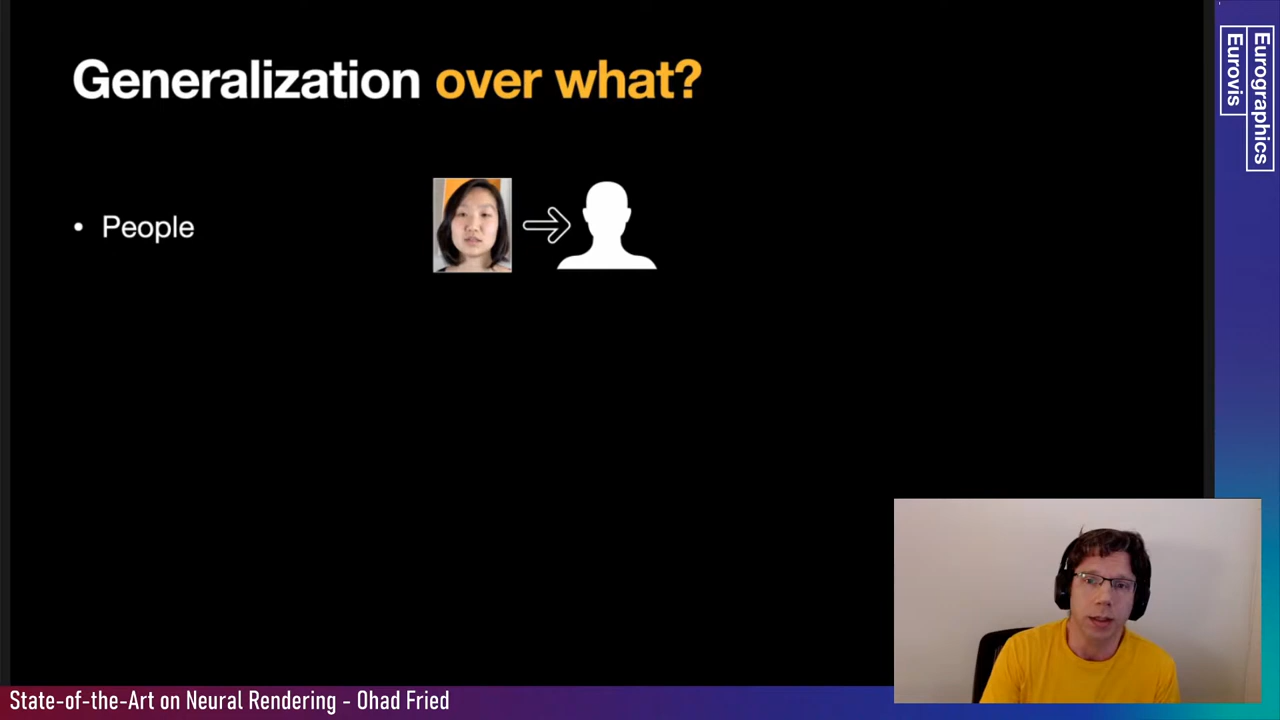 Generalization over what?
• People
Eurographics
Eurovis
State-of-the-Art on Neural Rendering - Ohad Fried